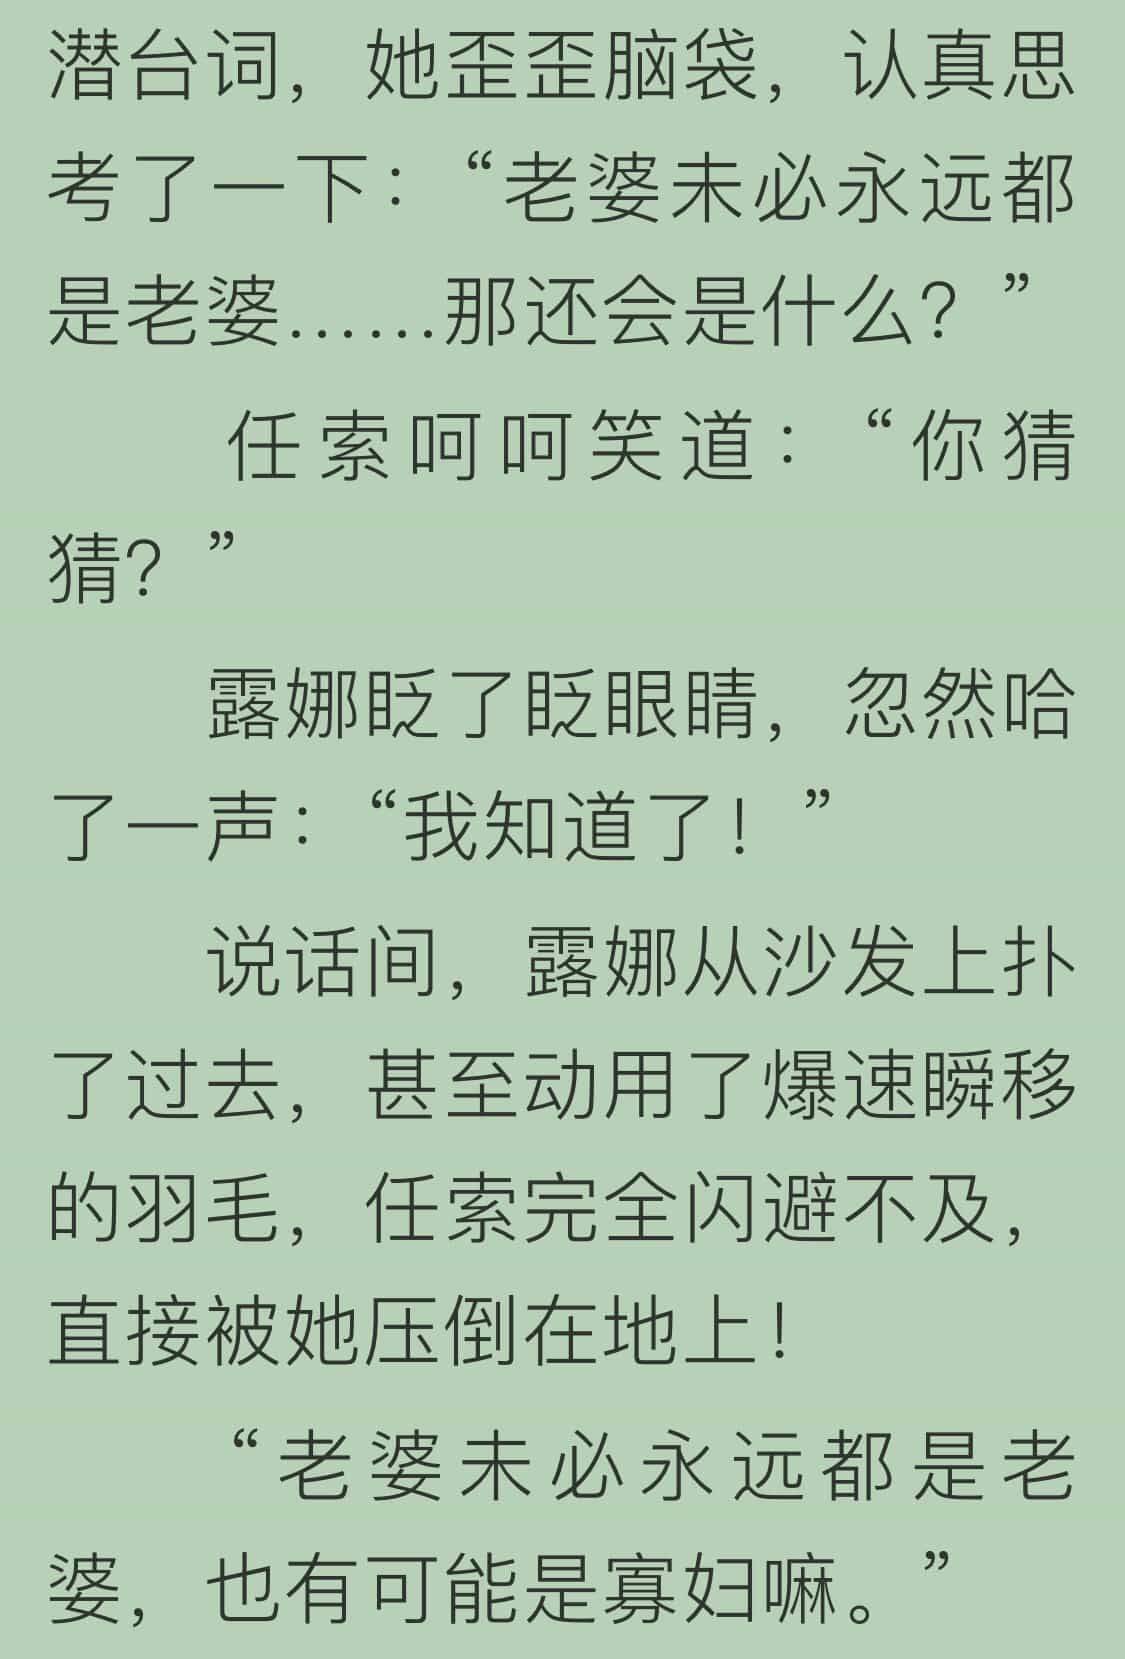 潜台词，她歪歪脑袋，认真思
考了一下：“老婆未必永远都
是老婆……那还会是什么？”
任索呵呵笑道：“你猜
猜？”
露娜眨了眨眼睛，忽然哈
了一声：“我知道了！”
说话间，露娜从沙发上扑
了过去，甚至动用了爆速瞬移
的羽毛，任索完全闪避不及，
直接被她压倒在地上！
“老婆未必永远都是老
婆，也有可能是寡妇嘛。”